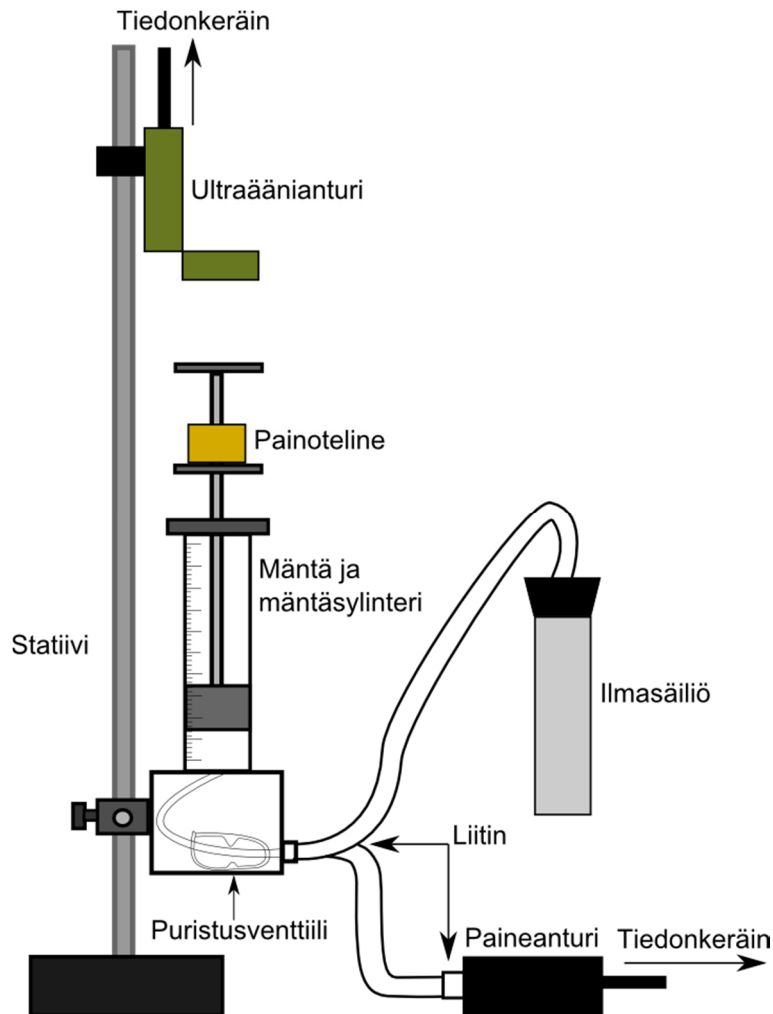 Tiedonkeräin
Ultraäänianturi
Painoteline
Mäntä ja
mäntäsylinteri
Statiivi
Ilmasäiliö
Liitin
Puristusventtiili
Paineanturi
Tiedonkeräin